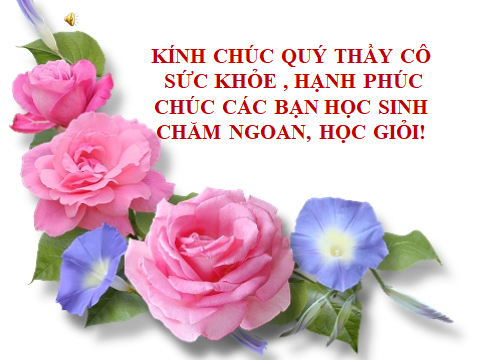 KÍNH CHÚC QUÝ THẦY CÔ
SỨC KHỎE , HẠNH PHÚC
CHÚC CÁC BẠN HỌC SINH
CHĂM NGOAN, HỌC GIỎI!